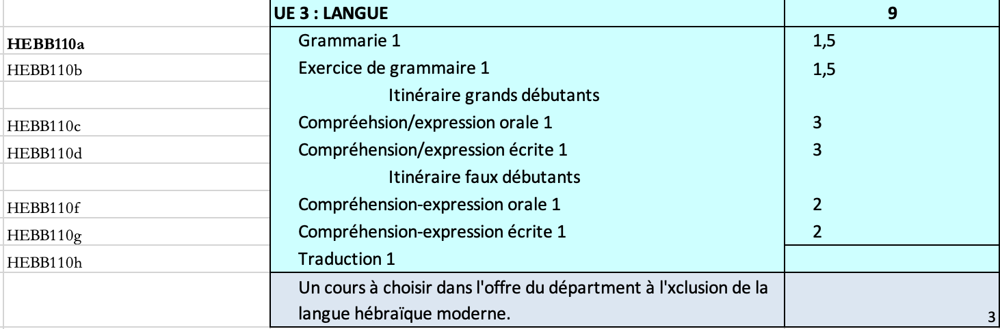 UE 3 : LANGUE 9
HEBB110a Grammarie 1 1,5
HEBB110b Exercice de grammaire 1 1,5
Itinéraire grands débutants
HEBB110c Compréehsion/expression orale 1 3
HEBB110d Compréhension/expression écrite 1 3
Itinéraire faux débutants
HEBB110f Compréhension-expression orale 1 2
HEBB110g Compréhension-expression écrite 1 2
HEBB110h Traduction 1
Un cours à choisir dans l'offre du départment à l'xclusion de la
langue hébraïque moderne. 3